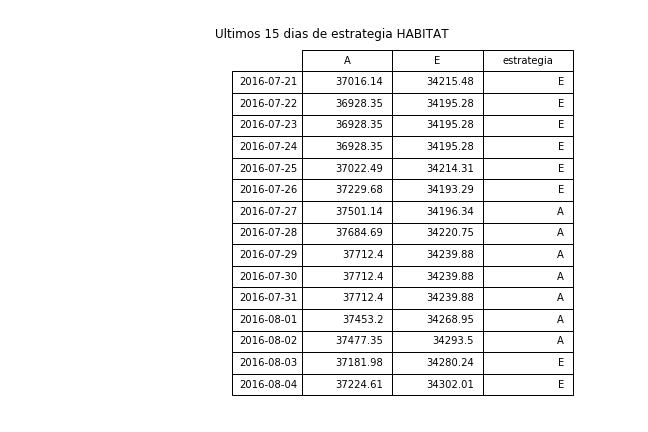 Ultimos 15 dias de estrategia HABITAT
A E estrategia
2016-07-21 37016.14 34215.48 E
2016-07-22 36928.35 34195.28 E
2016-07-23 36928.35 34195.28 E
2016-07-24 36928.35 34195.28 E
2016-07-25 37022.49 34214.31 E
2016-07-26 37229.68 34193.29 E
2016-07-27 37501.14 34196.34 A
2016-07-28 37684.69 34220.75 A
2016-07-29 37712.4 34239.88 A
2016-07-30 37712.4 34239.88 A
2016-07-31 37712.4 34239.88 A
2016-08-01 37453.2 34268.95 A
2016-08-02 37477.35 34293.5 A
2016-08-03 37181.98 34280.24 E
2016-08-04 37224.61 34302.01 E